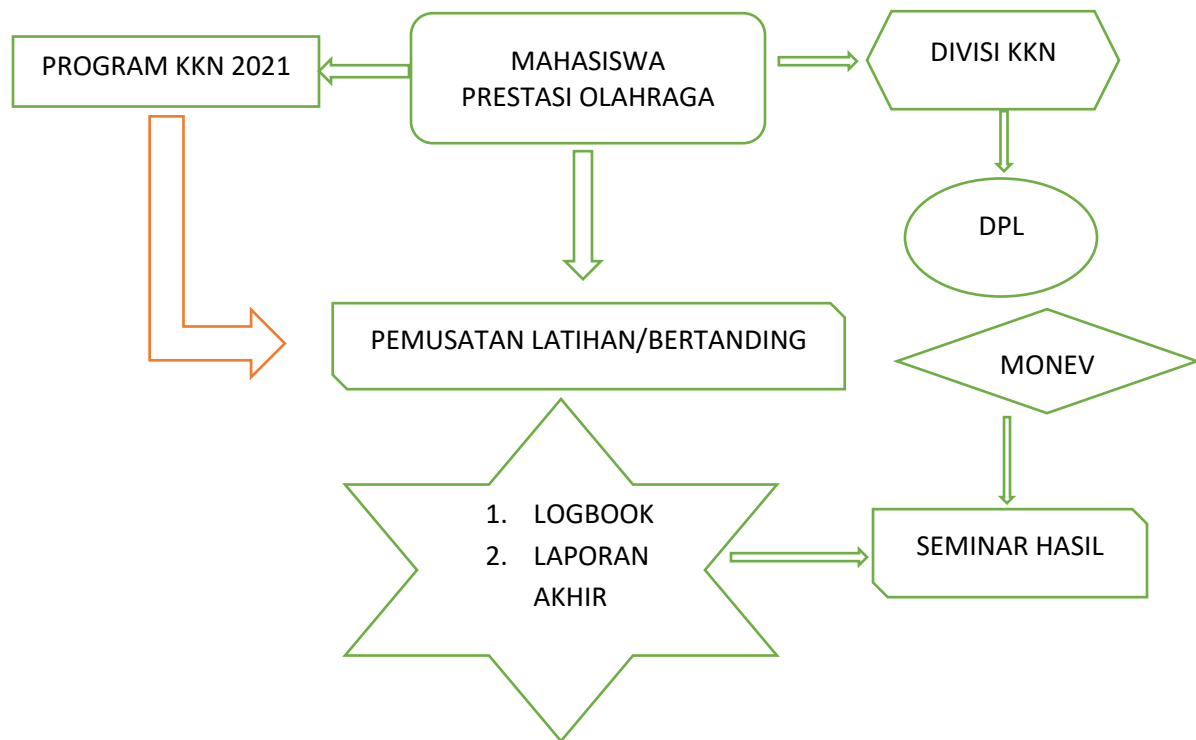 PROGRAM KKN 2021
MAHASISWA
PRESTASI OLAHRAGA
DIVISI KKN
DPL
PEMUSATAN LATIHAN/BERTANDING
MONEV
1. LOGBOOK
2. LAPORAN
AKHIR
SEMINAR HASIL